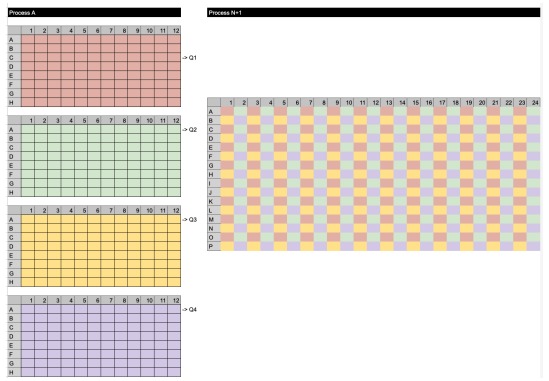 Process A
1 2 3 4 5 6 7 8 9 10 11 12
A
B
C -> Q1
D
E
F
G
H
1 2 3 4 5 6 7 8 9 10 11 12 -> Q2
A
B
C
D
E
F
G
H
1 2 3 4 5 6 7 8 9 10 11 12
A -> Q3
B
C
D
E
F
G
H
1 2 3 4 5 6 7 8 9 10 11 12
A -> Q4
B
C
D
E
F
G
H
Process N+1
1 2 3 4 5 6 7 8 9 10 11 12 13 14 15 16 17 18 19 20 21 22 23 24
A
B
C
D
E
F
G
H
I
J
K
L
M
N
O
P